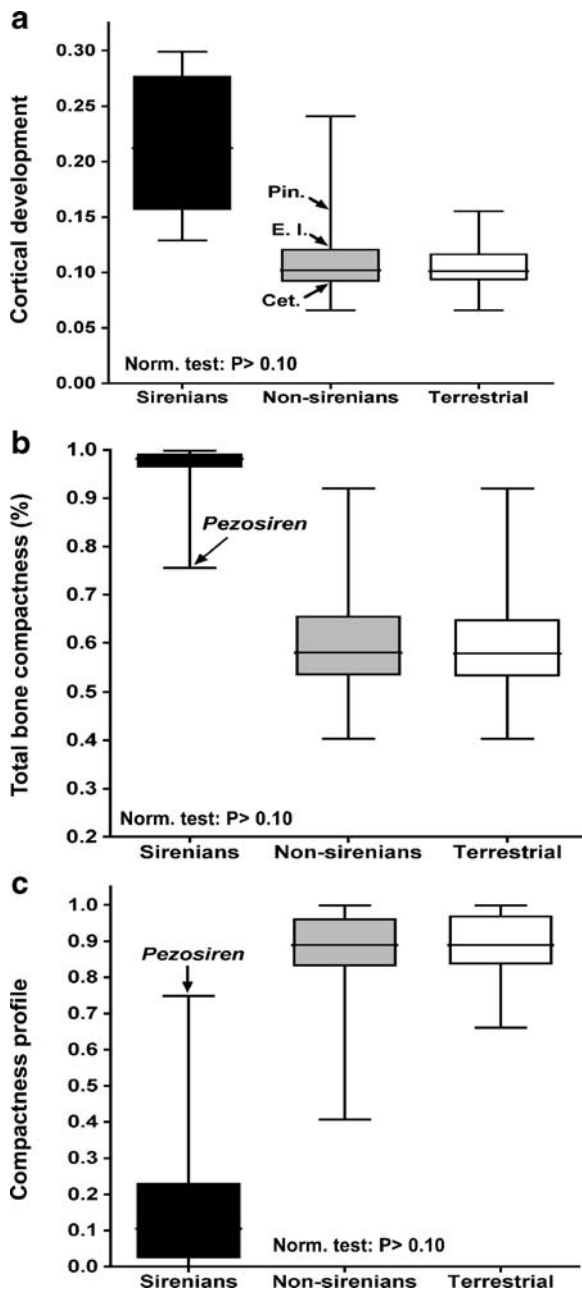 a
Cortical development
0.30
0.25
0.20
0.15
0.10
0.05
0.00
Pin.
E. I.
Cet.
Norm. test: P> 0.10
Sirenians Non-sirenians Terrestrial
b
Total bone compactness (%)
1.0
0.9
0.8
0.7
0.6
0.5
0.4
0.3
0.2
Pezosiren
Norm. test: P> 0.10
Sirenians Non-sirenians Terrestrial
c
Compactness profile
1.0
0.9
0.8
0.7
0.6
0.5
0.4
0.3
0.2
0.1
0.0
Pezosiren
Norm. test: P> 0.10
Sirenians Non-sirenians Terrestrial